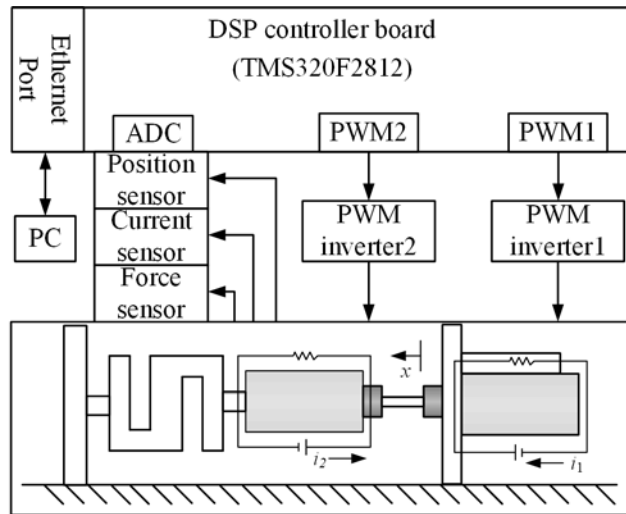 Ethernet
Port
DSP controller board
(TMS320F2812)
ADC
PWM2
PWM1
Position
sensor
Current
sensor
Force
sensor
PC
PWM
inverter2
PWM
inverter1
x
i2
i1